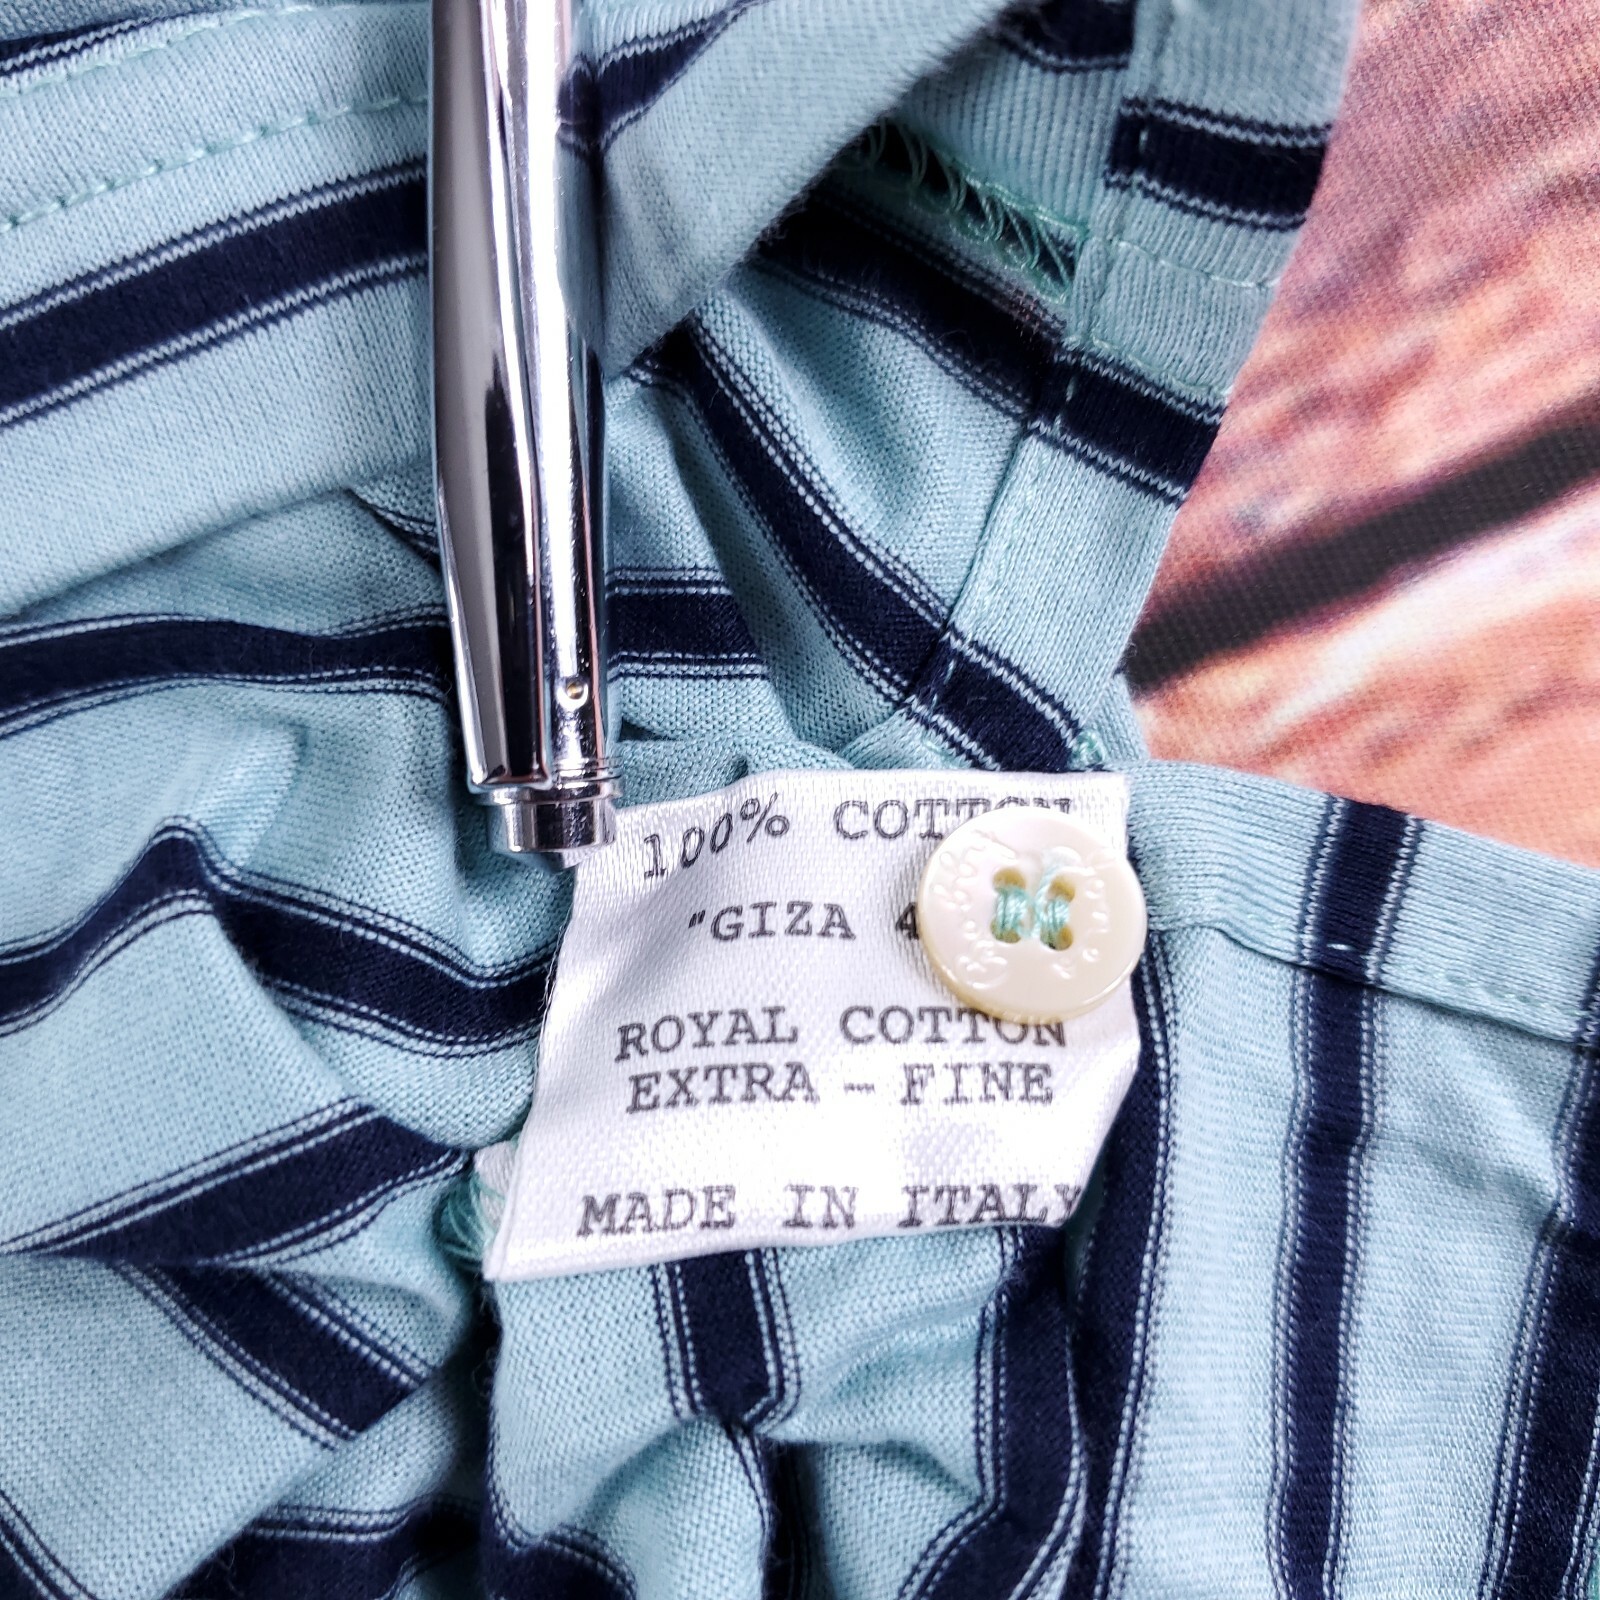 100% COTTON
"GIZA 4
ROYAL COTTON
EXTRA - FINE
MADE IN ITALY